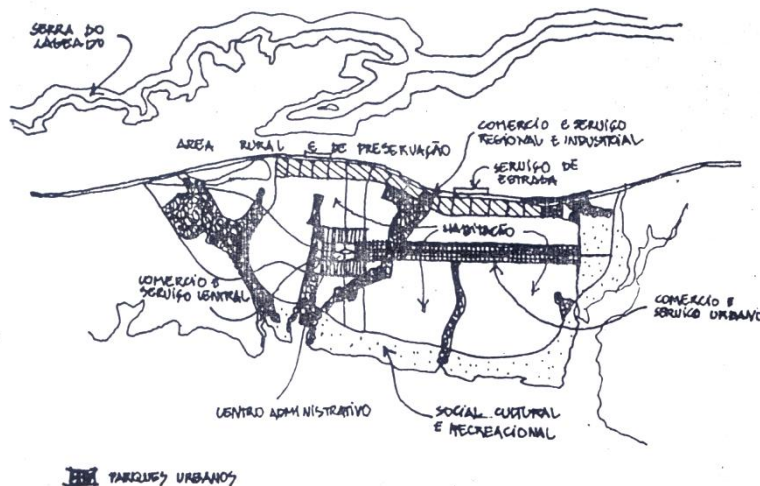 SERRA DO
LAGEADO
COMERCIO E SERVIÇO
REGIONAL E INDUSTRIAL
AREA RURAL E DE PRESERVAÇÃO
SERVIÇO DE
ESTRADA
HABITAÇÃO
COMERCIO E
SERVIÇO CENTRAL
COMERCIO E
SERVIÇO URBANO
CENTRO ADMINISTRATIVO
SOCIAL CULTURAL
E RECREACIONAL
PARQUES URBANOS